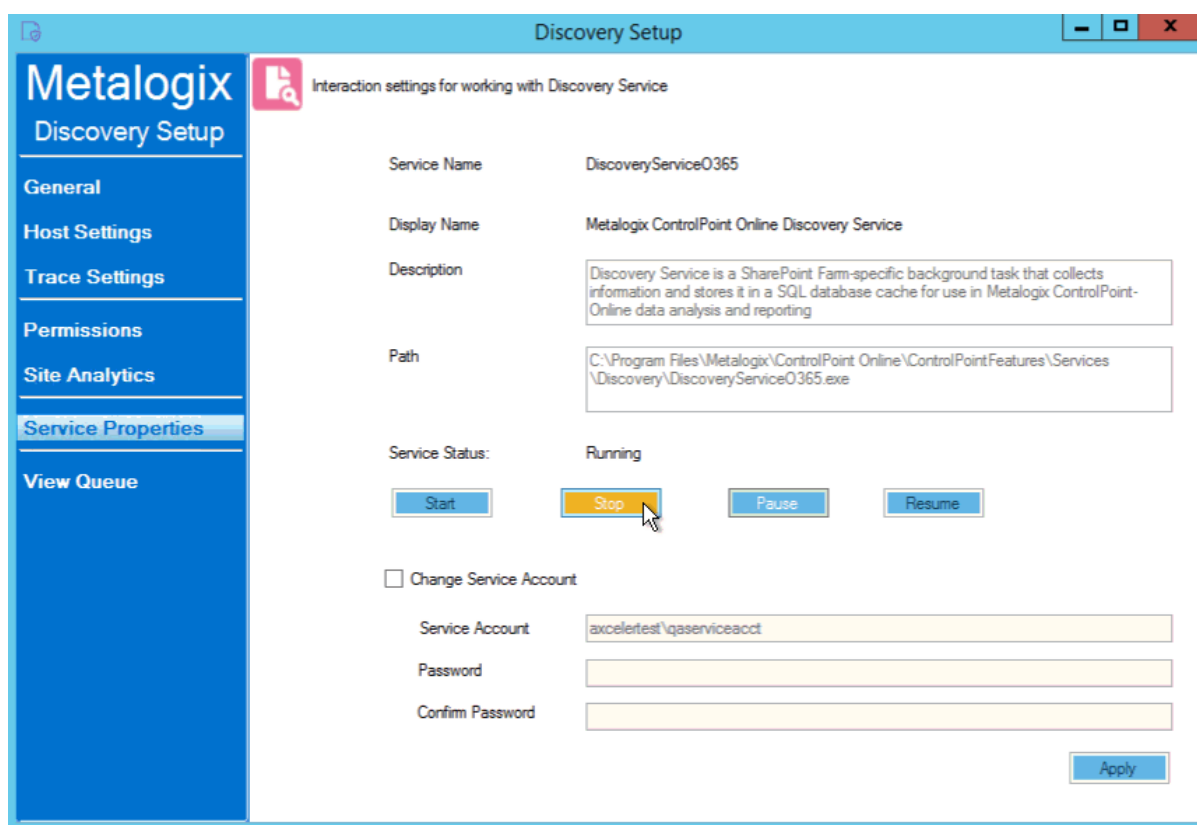 Discovery Setup
X
Metalogix
Discovery Setup
General
Host Settings
Trace Settings
Permissions
Site Analytics
Service Properties
View Queue
Interaction settings for working with Discovery Service
Service Name DiscoveryServiceO365
Display Name Metalogix ControlPoint Online Discovery Service
Description
Discovery Service is a SharePoint Farm-specific background task that collects
information and stores it in a SQL database cache for use in Metalogix ControlPoint-
Online data analysis and reporting
Path
C:\Program Files\Metalogix\ControlPoint Online\ControlPointFeatures\Services
\Discovery\DiscoveryServiceO365.exe
Service Status: Running
Start Stop Pause Resume
Change Service Account
Service Account axcelertest\qaserviceacct
Password
Confirm Password
Apply